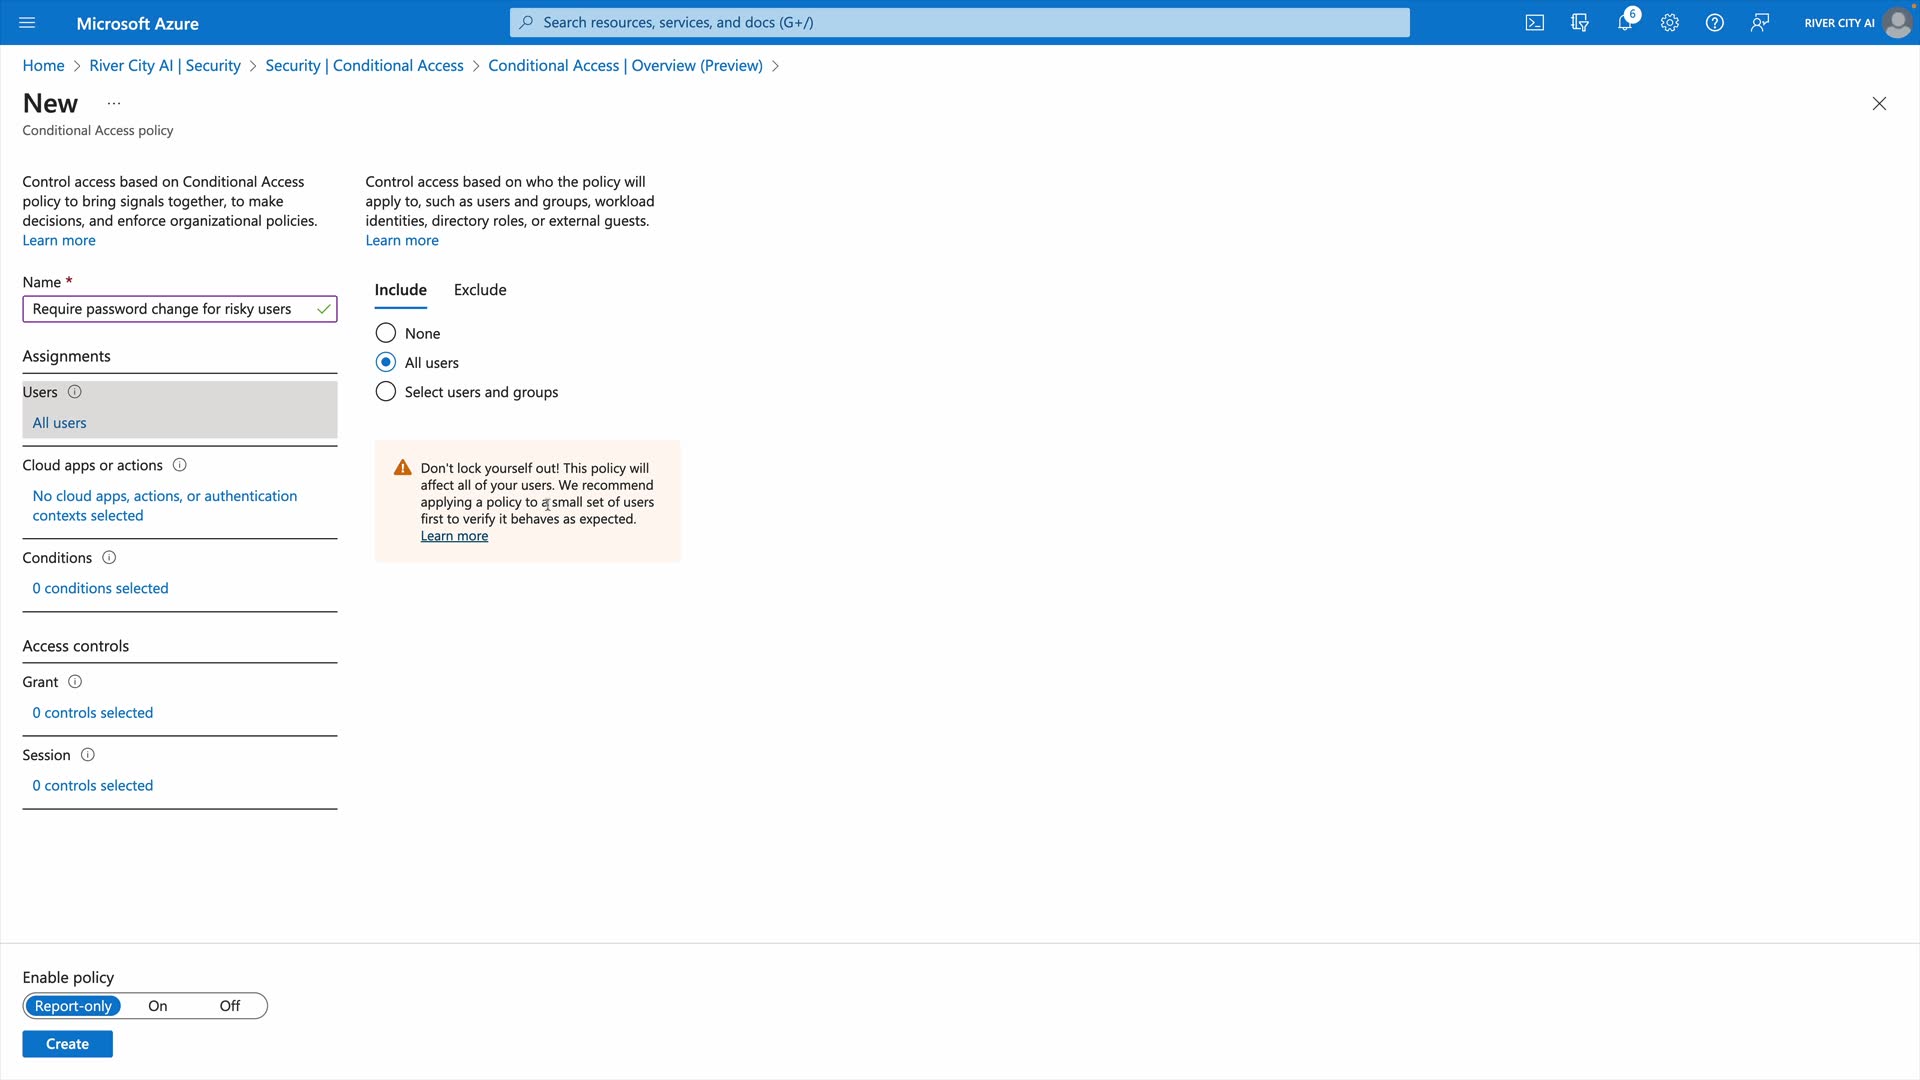 Microsoft Azure
Search resources, services, and docs (G+/)
6
RIVER CITY AI
Home > River City AI | Security > Security | Conditional Access > Conditional Access | Overview (Preview) >
New ...
Conditional Access policy
Control access based on Conditional Access
policy to bring signals together, to make
decisions, and enforce organizational policies.
Learn more
Name *
Require password change for risky users
Assignments
Users
All users
Cloud apps or actions
No cloud apps, actions, or authentication
contexts selected
Conditions
0 conditions selected
Access controls
Grant
0 controls selected
Session
0 controls selected
Control access based on who the policy will
apply to, such as users and groups, workload
identities, directory roles, or external guests.
Learn more
Include Exclude
None
All users
Select users and groups
Don't lock yourself out! This policy will
affect all of your users. We recommend
applying a policy to a small set of users
first to verify it behaves as expected.
Learn more
Enable policy
Report-only On Off
Create